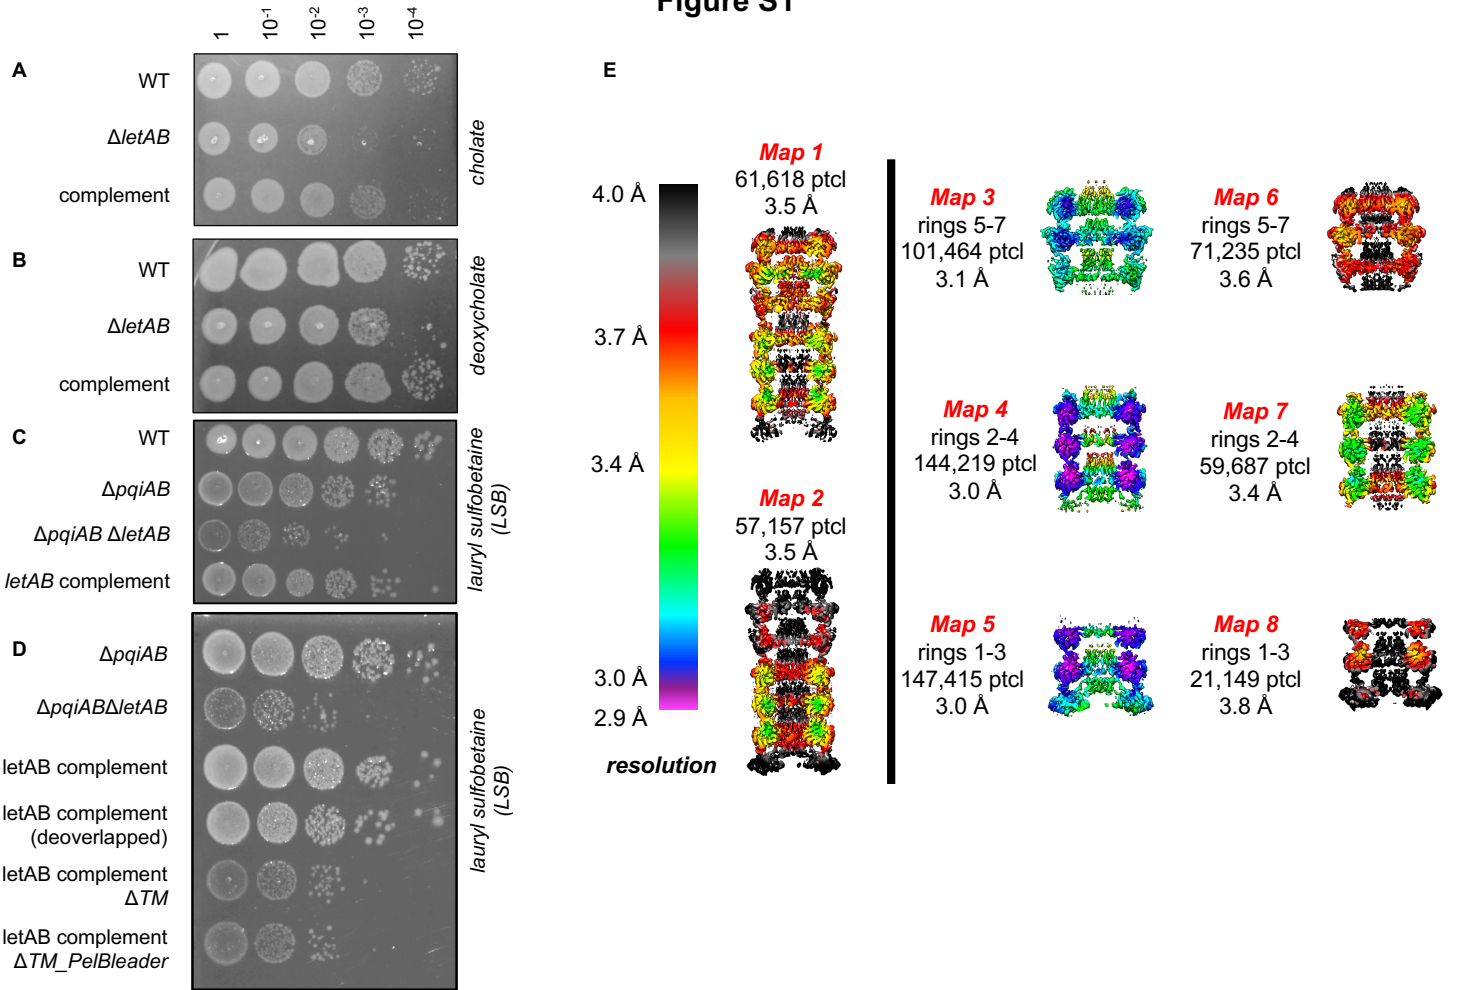 Figure S1
1
10-1
10-2
10-3
10-4
A
WT
ΔletAB
complement
cholate
B
WT
ΔletAB
complement
deoxycholate
C
WT
ΔpqiAB
ΔpqiAB ΔletAB
letAB complement
lauryl sulfobetaine
(LSB)
D
ΔpqiAB
ΔpqiABΔletAB
letAB complement
letAB complement
(deoverlapped)
letAB complement
ΔTM
letAB complement
ΔTM_PelBleader
lauryl sulfobetaine
(LSB)
E
4.0 Å
3.7 Å
3.4 Å
3.0 Å
2.9 Å
resolution
Map 1
61,618 ptcl
3.5 Å
Map 2
57,157 ptcl
3.5 Å
Map 3
rings 5-7
101,464 ptcl
3.1 Å
Map 6
rings 5-7
71,235 ptcl
3.6 Å
Map 4
rings 2-4
144,219 ptcl
3.0 Å
Map 7
rings 2-4
59,687 ptcl
3.4 Å
Map 5
rings 1-3
147,415 ptcl
3.0 Å
Map 8
rings 1-3
21,149 ptcl
3.8 Å